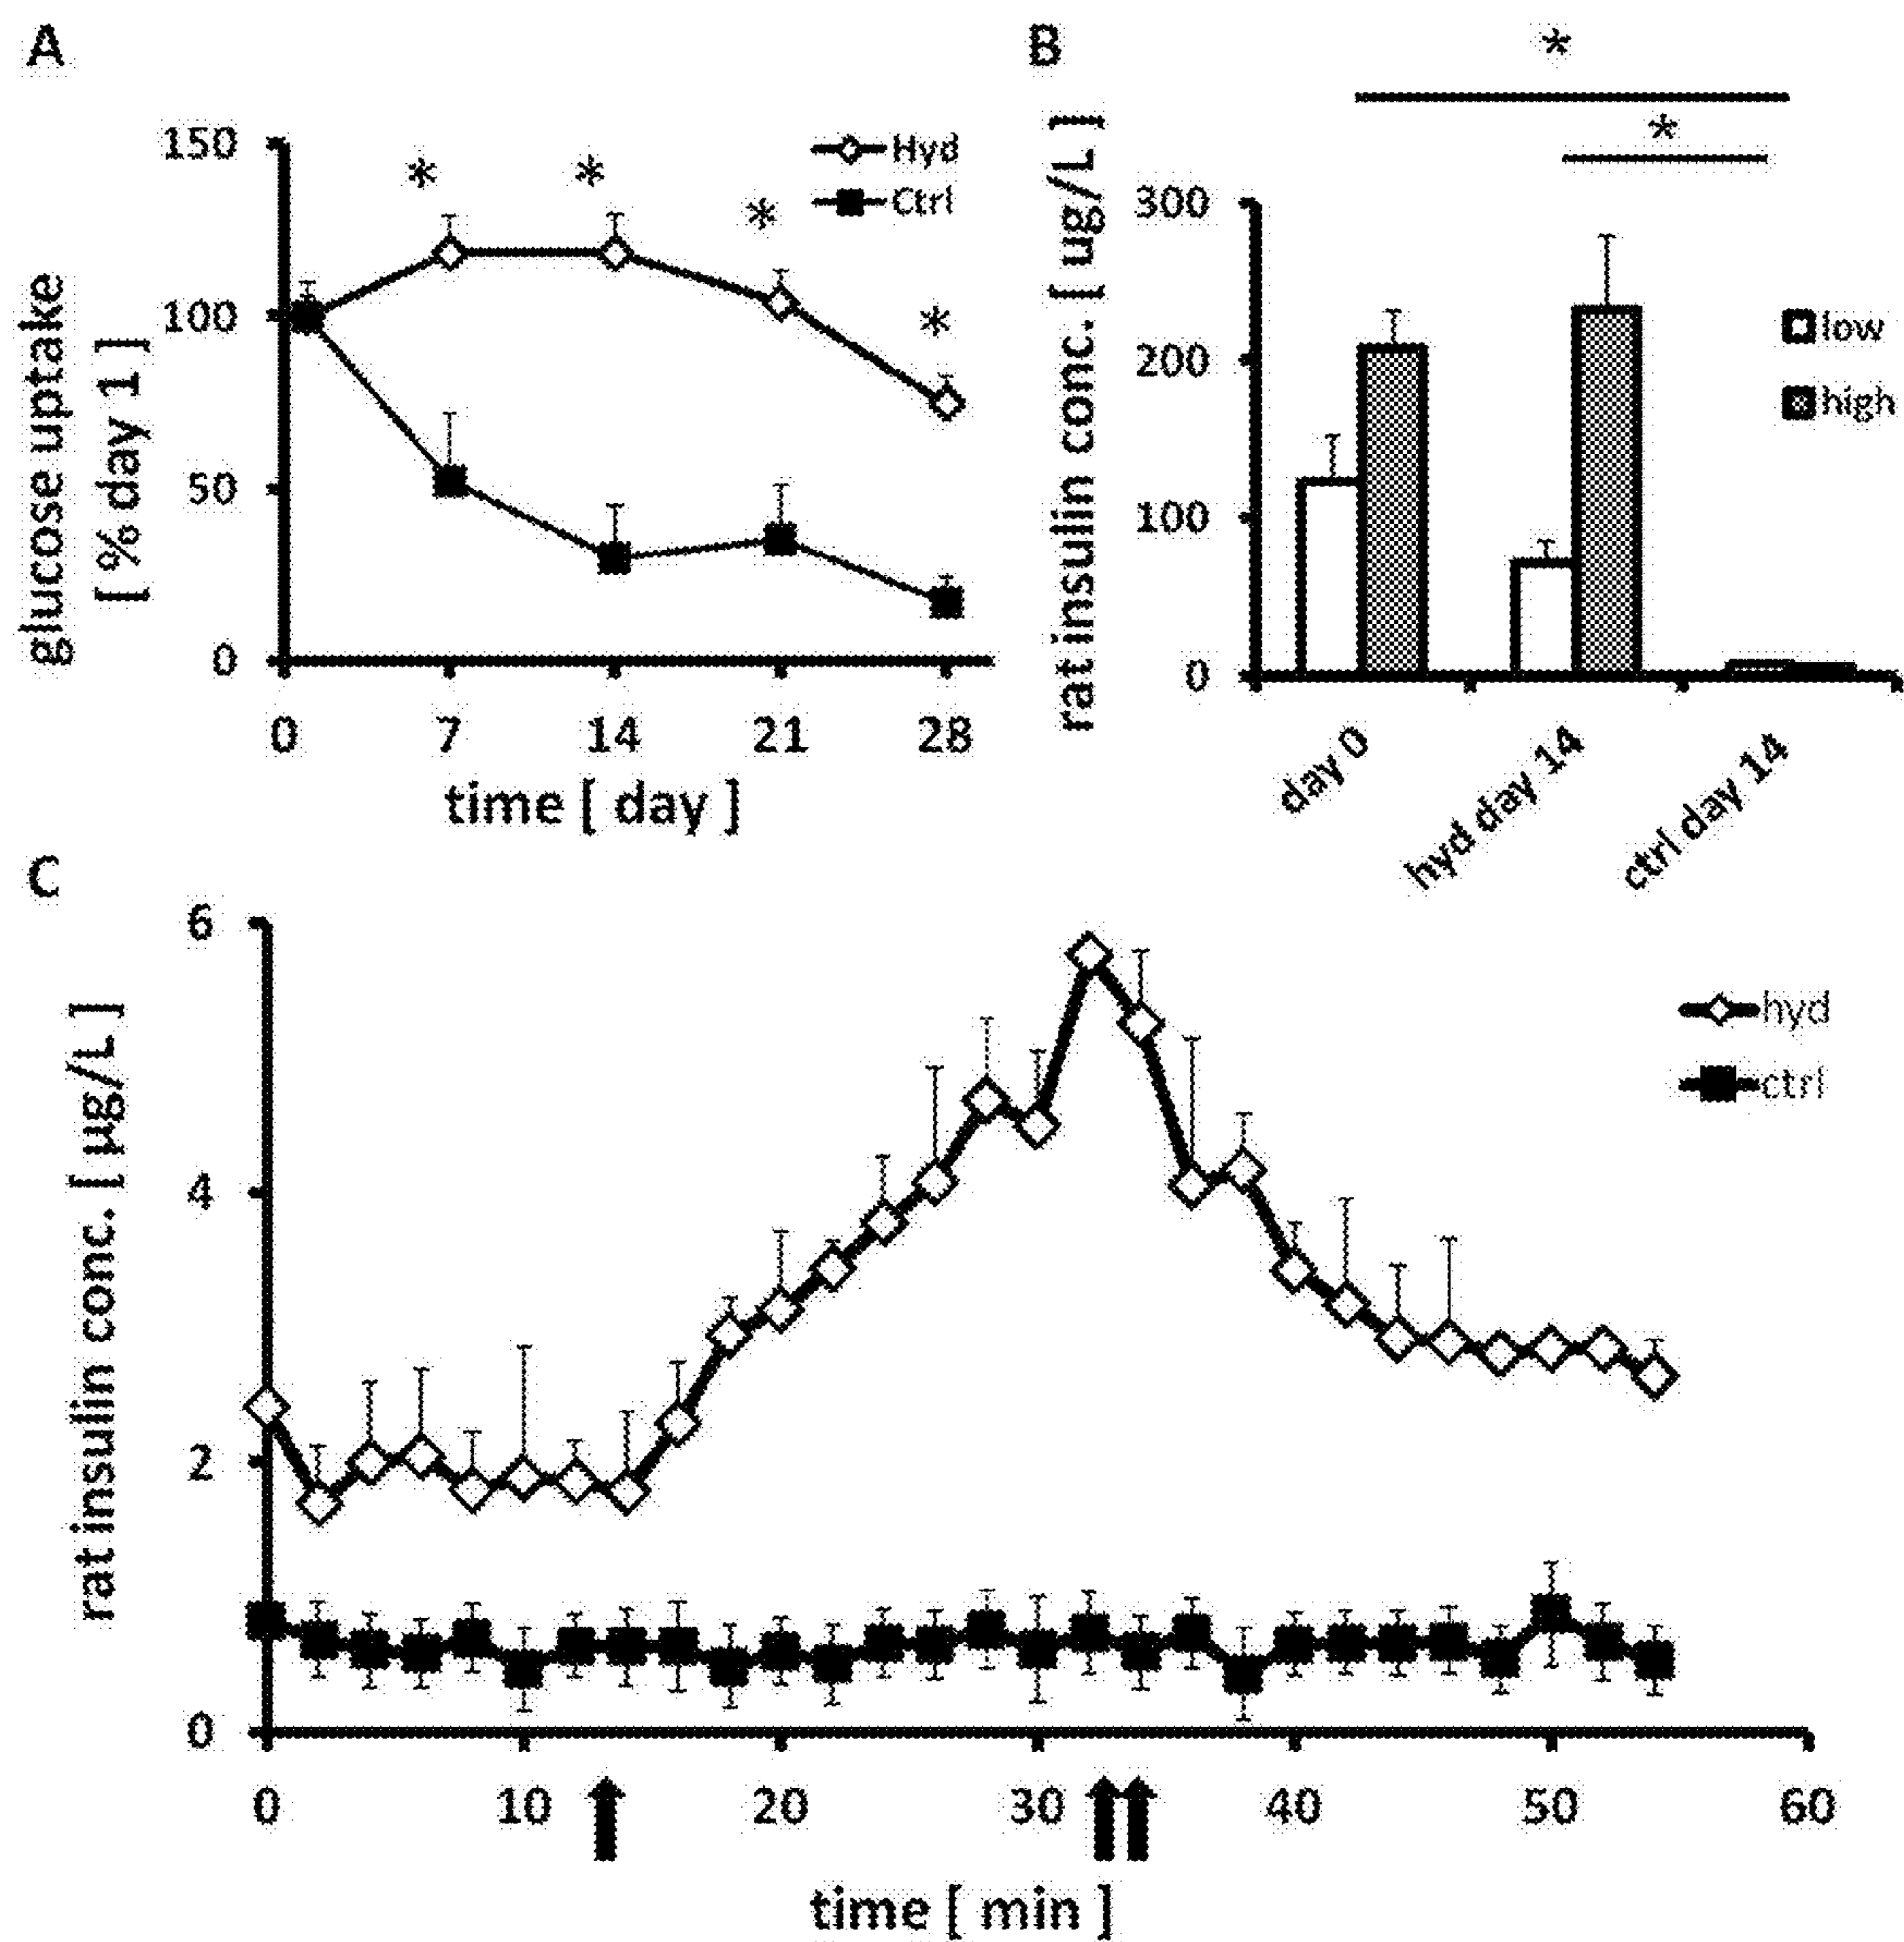 A
150
100
50
0
glucose uptake
[ % day 1 ]
* * * *
Hyd
Ctrl
0 7 14 21 28
time [ day ]
B
*
*
rat insulin conc. [ ug/L ]
300
200
100
0
low
high
day 0
hyd day 14
ctrl day 14
C
rat insulin conc. [ µg/L ]
6
4
2
0
hyd
ctrl
0 10 20 30 40 50 60
time [ min ]